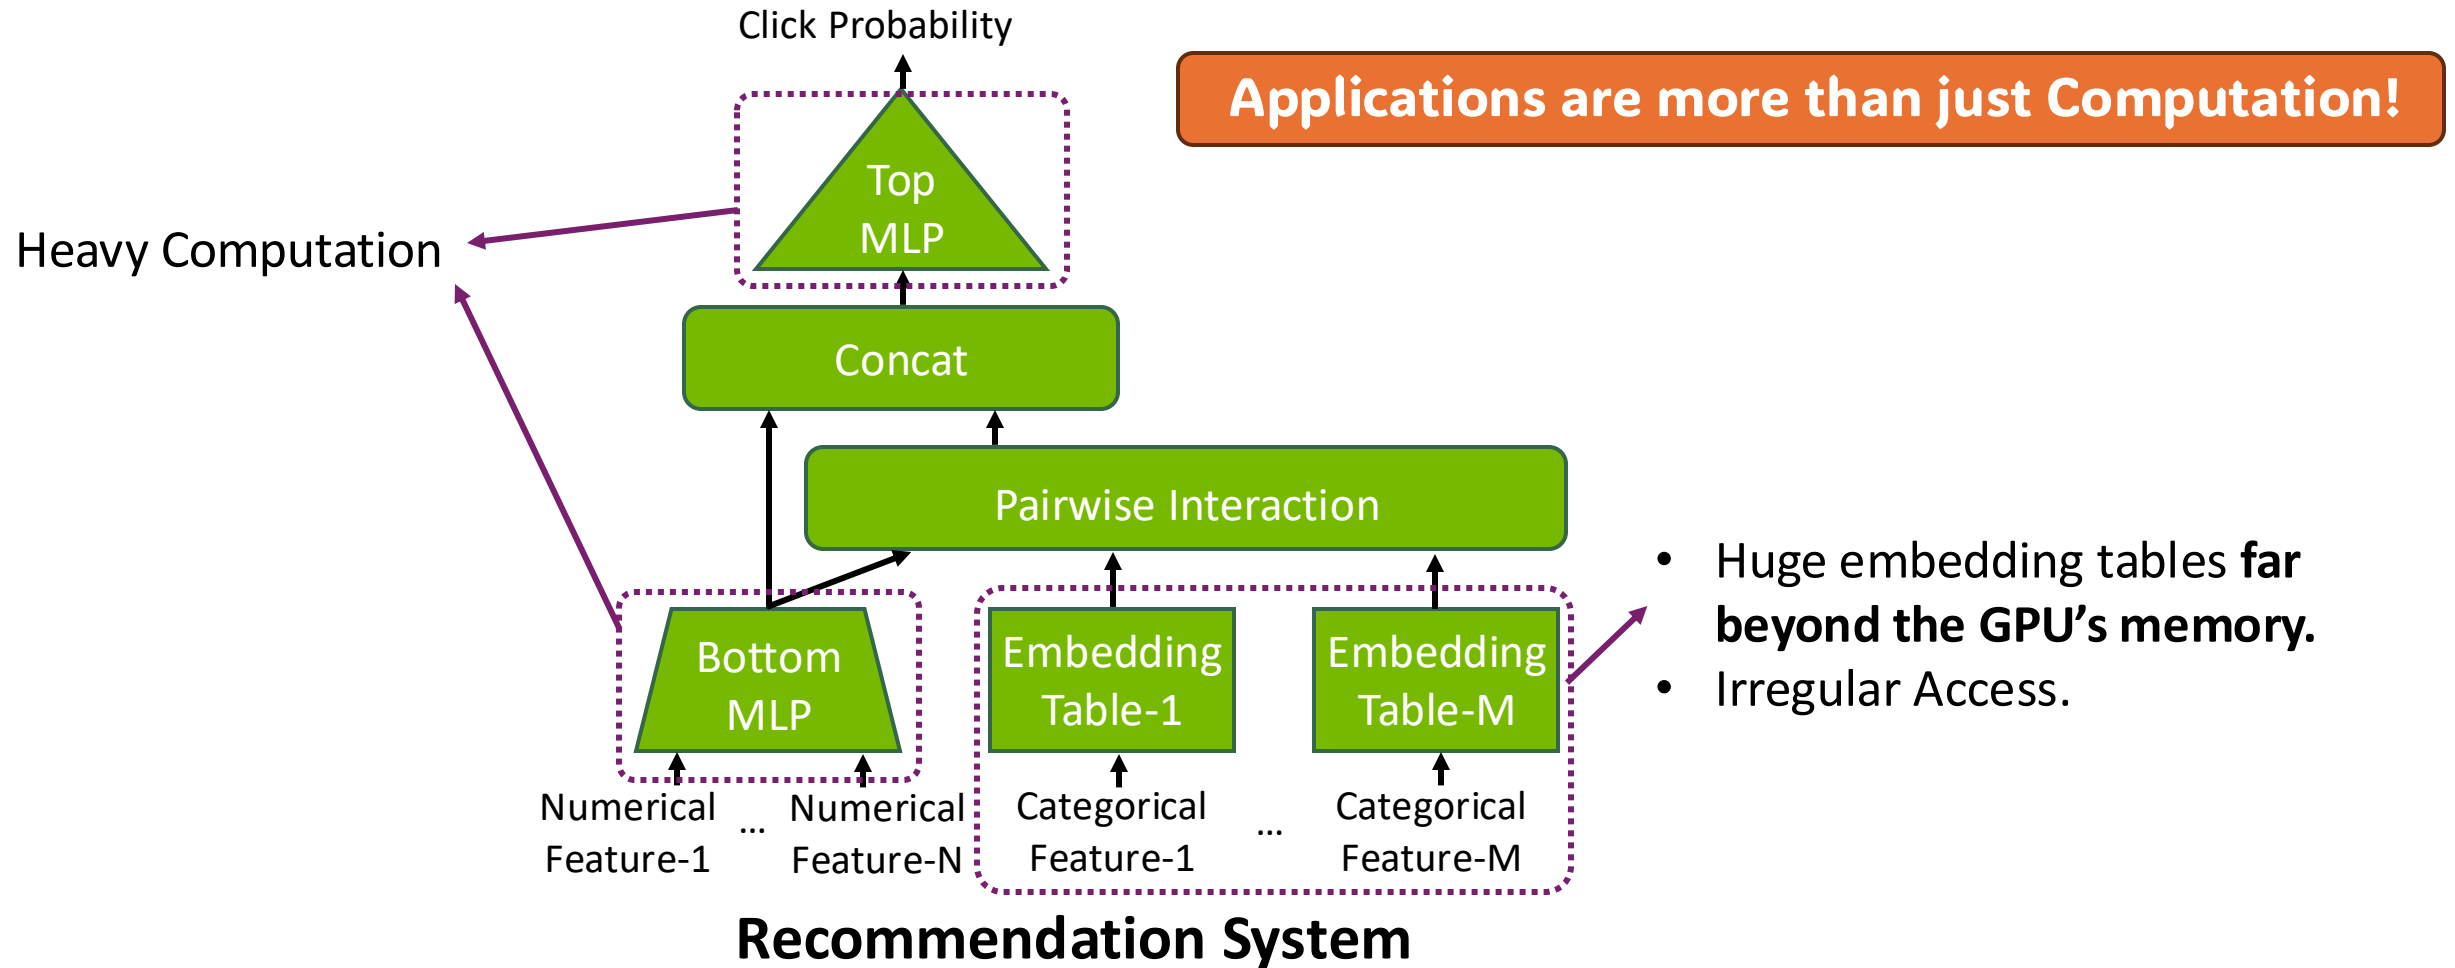 Click Probability
Applications are more than just Computation!
Top
MLP
Heavy Computation
Concat
Pairwise Interaction
• Huge embedding tables far
beyond the GPU’s memory.
• Irregular Access.
Bottom
MLP
Embedding
Table-1
Embedding
Table-M
Numerical
Feature-1
...
Numerical
Feature-N
Categorical
Feature-1
...
Categorical
Feature-M
Recommendation System